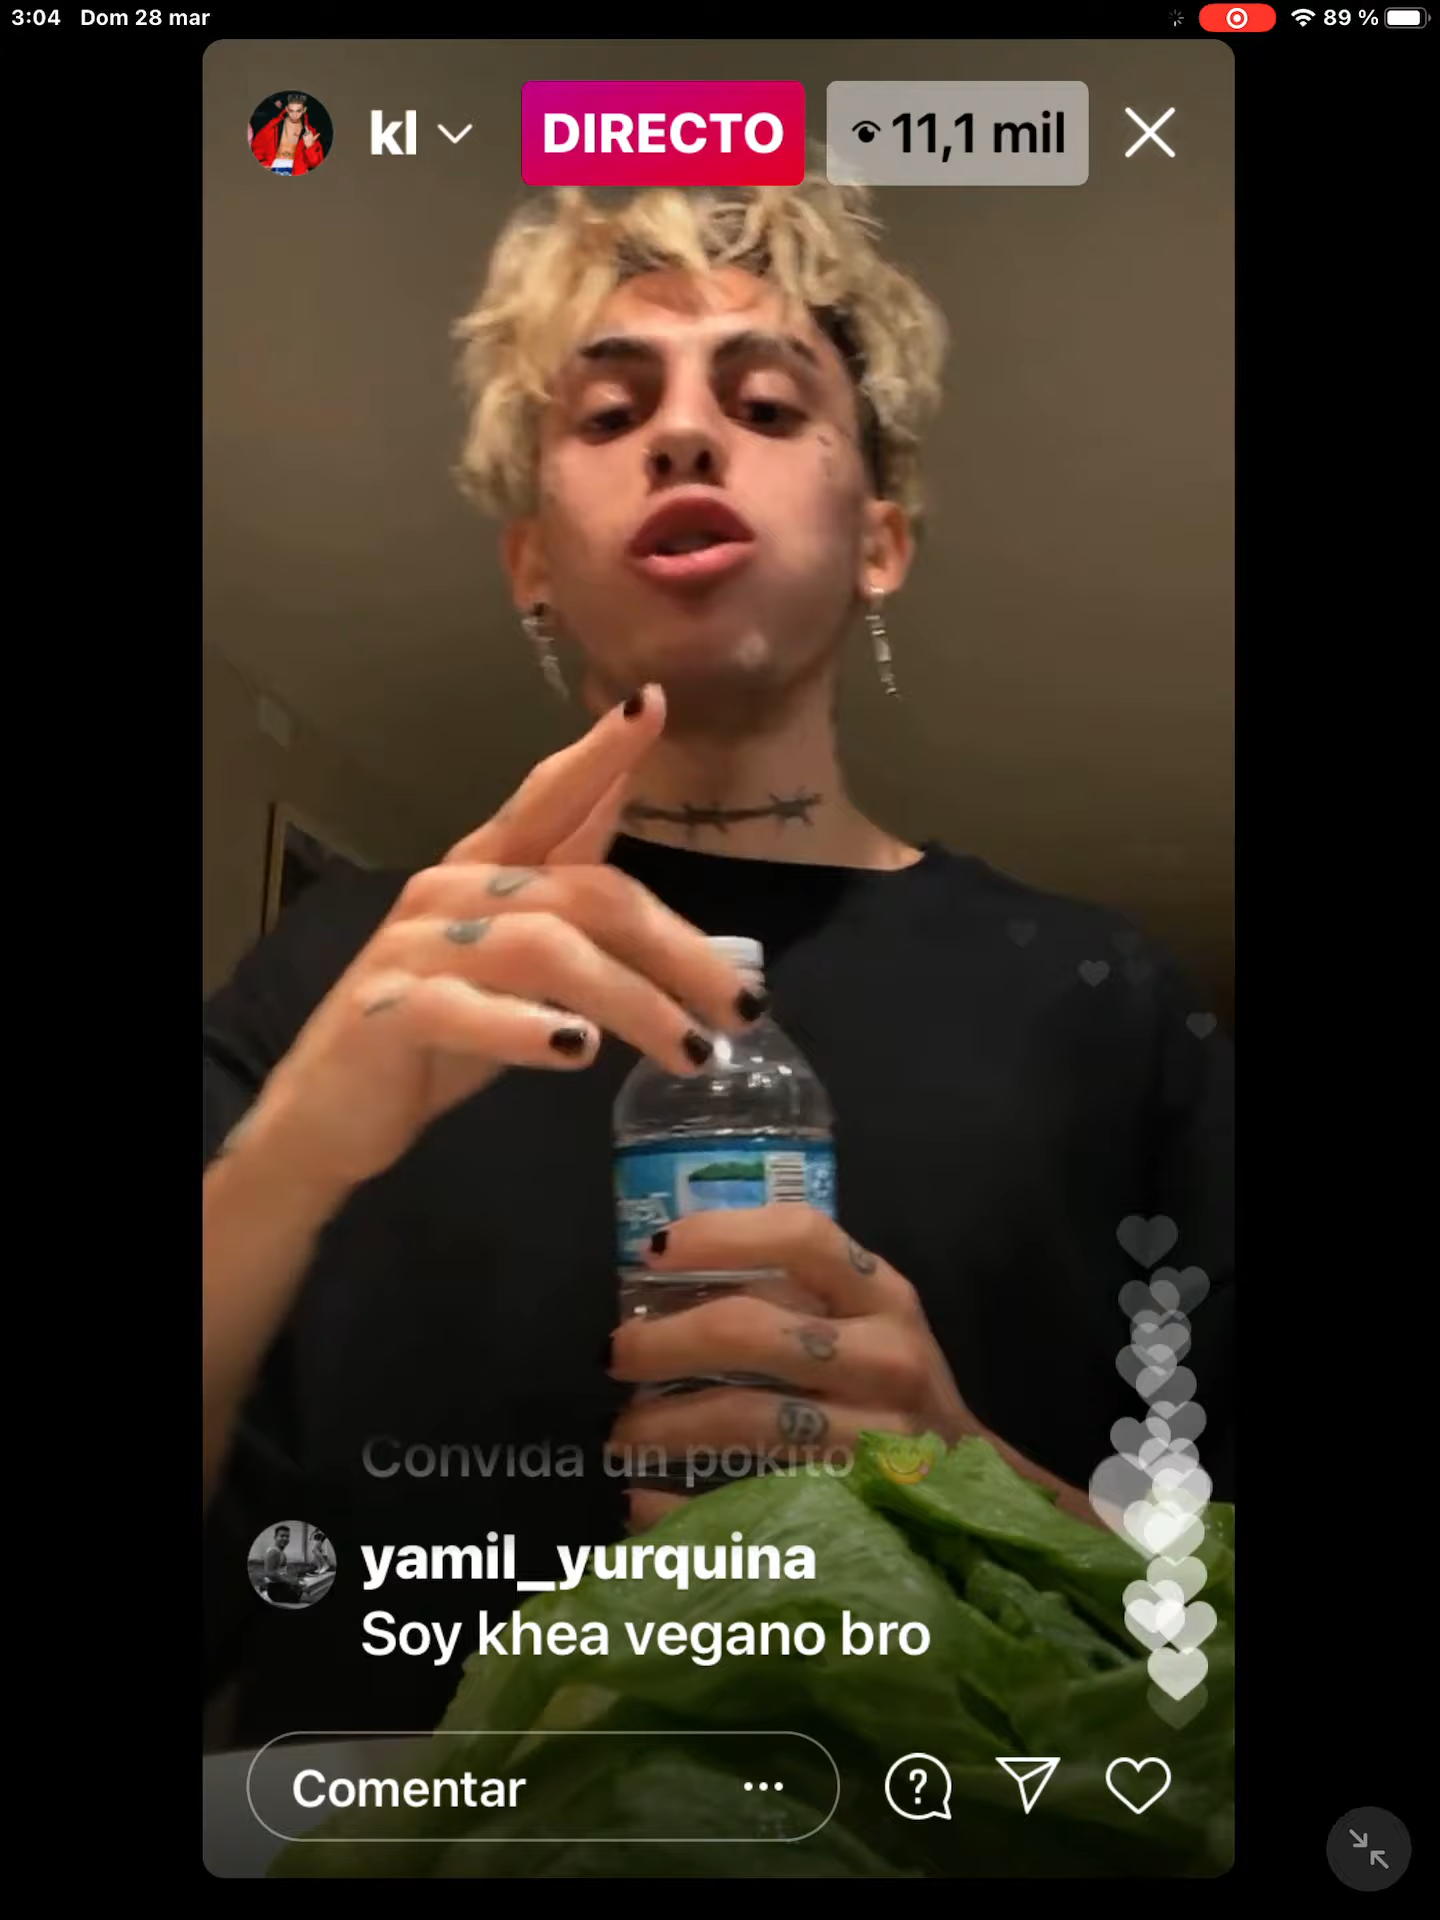 3:04 Dom 28 mar
89 %
kl
DIRECTO
11,1 mil
Convida un pokito
yamil_yurquina
Soy khea vegano bro
Comentar